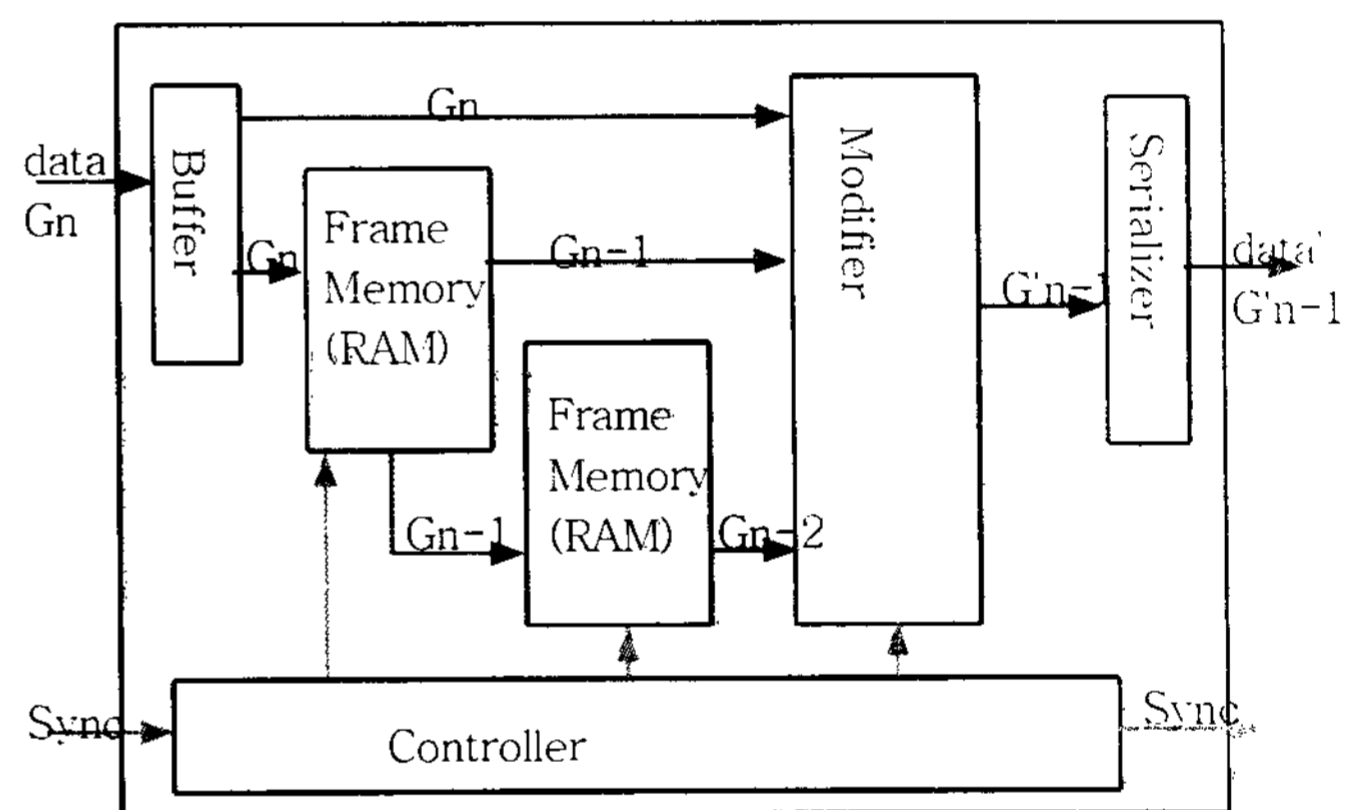 Gn
data
Gn
Buffer
Gn
Frame
Memory
(RAM)
Gn-1
Gn-1
Frame
Memory
(RAM)
Gn-2
Modifier
G'n-1
Serializer
data'
G'n-1
Sync
Controller
Sync